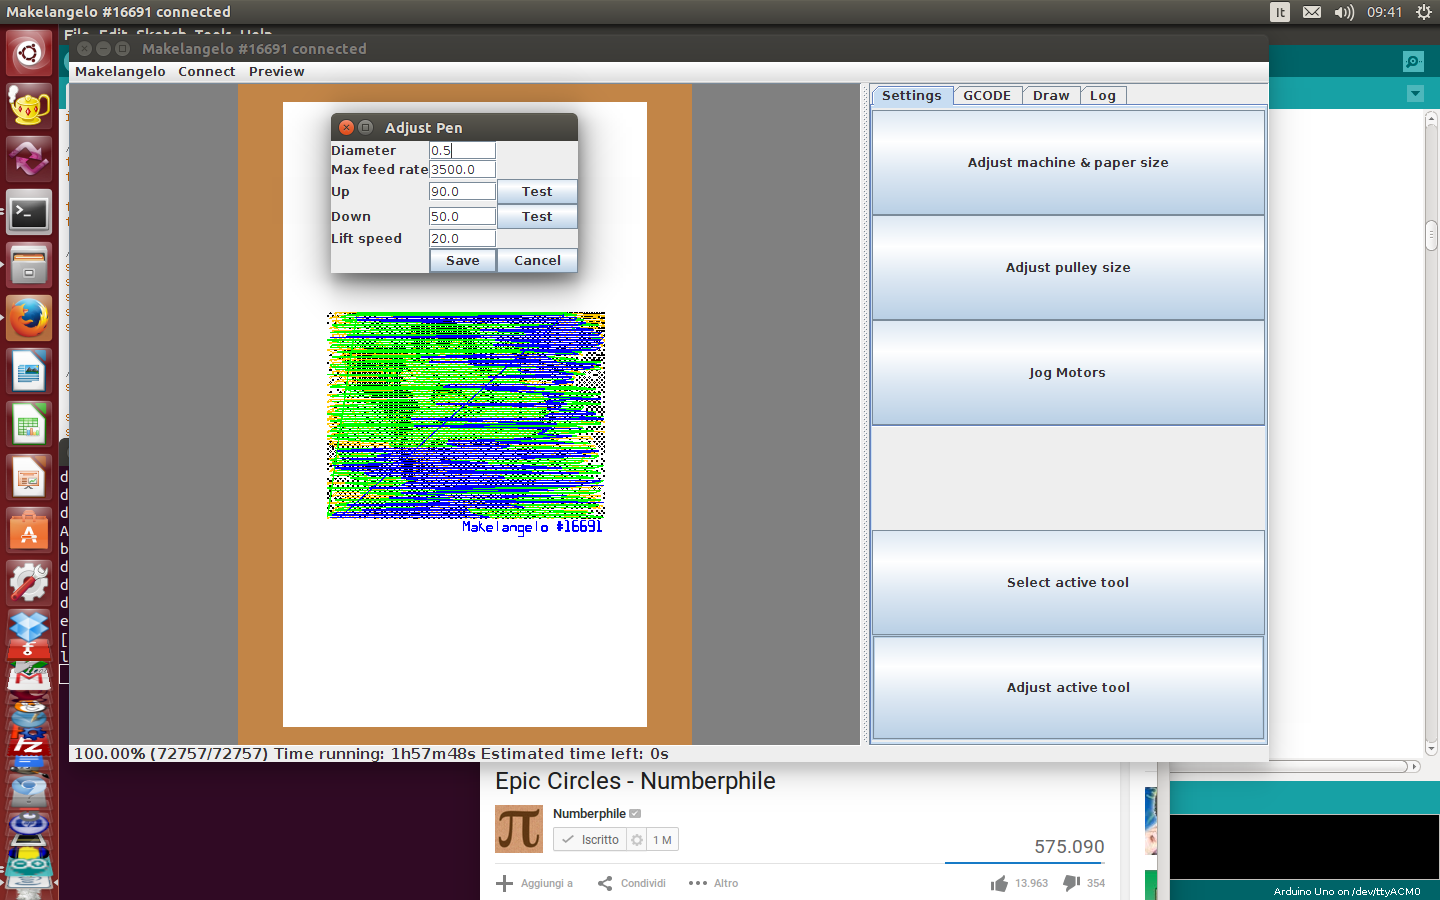 Makelangelo #16691 connected
It
09:41
File Edit Sketch Tools Help
Makelangelo #16691 connected
Makelangelo Connect Preview
Settings GCODE Draw Log
Adjust Pen
Diameter 0.5
Max feed rate 3500.0
Up 90.0 Test
Down 50.0 Test
Lift speed 20.0
Save Cancel
Adjust machine & paper size
Adjust pulley size
Jog Motors
Select active tool
Adjust active tool
Makelangelo #16691
100.00% (72757/72757) Time running: 1h57m48s Estimated time left: 0s
Epic Circles - Numberphile
Numberphile
Iscritto 1 M
575.090
Aggiungi a Condividi Altro 13.963 354
Arduino Uno on /dev/ttyACM0